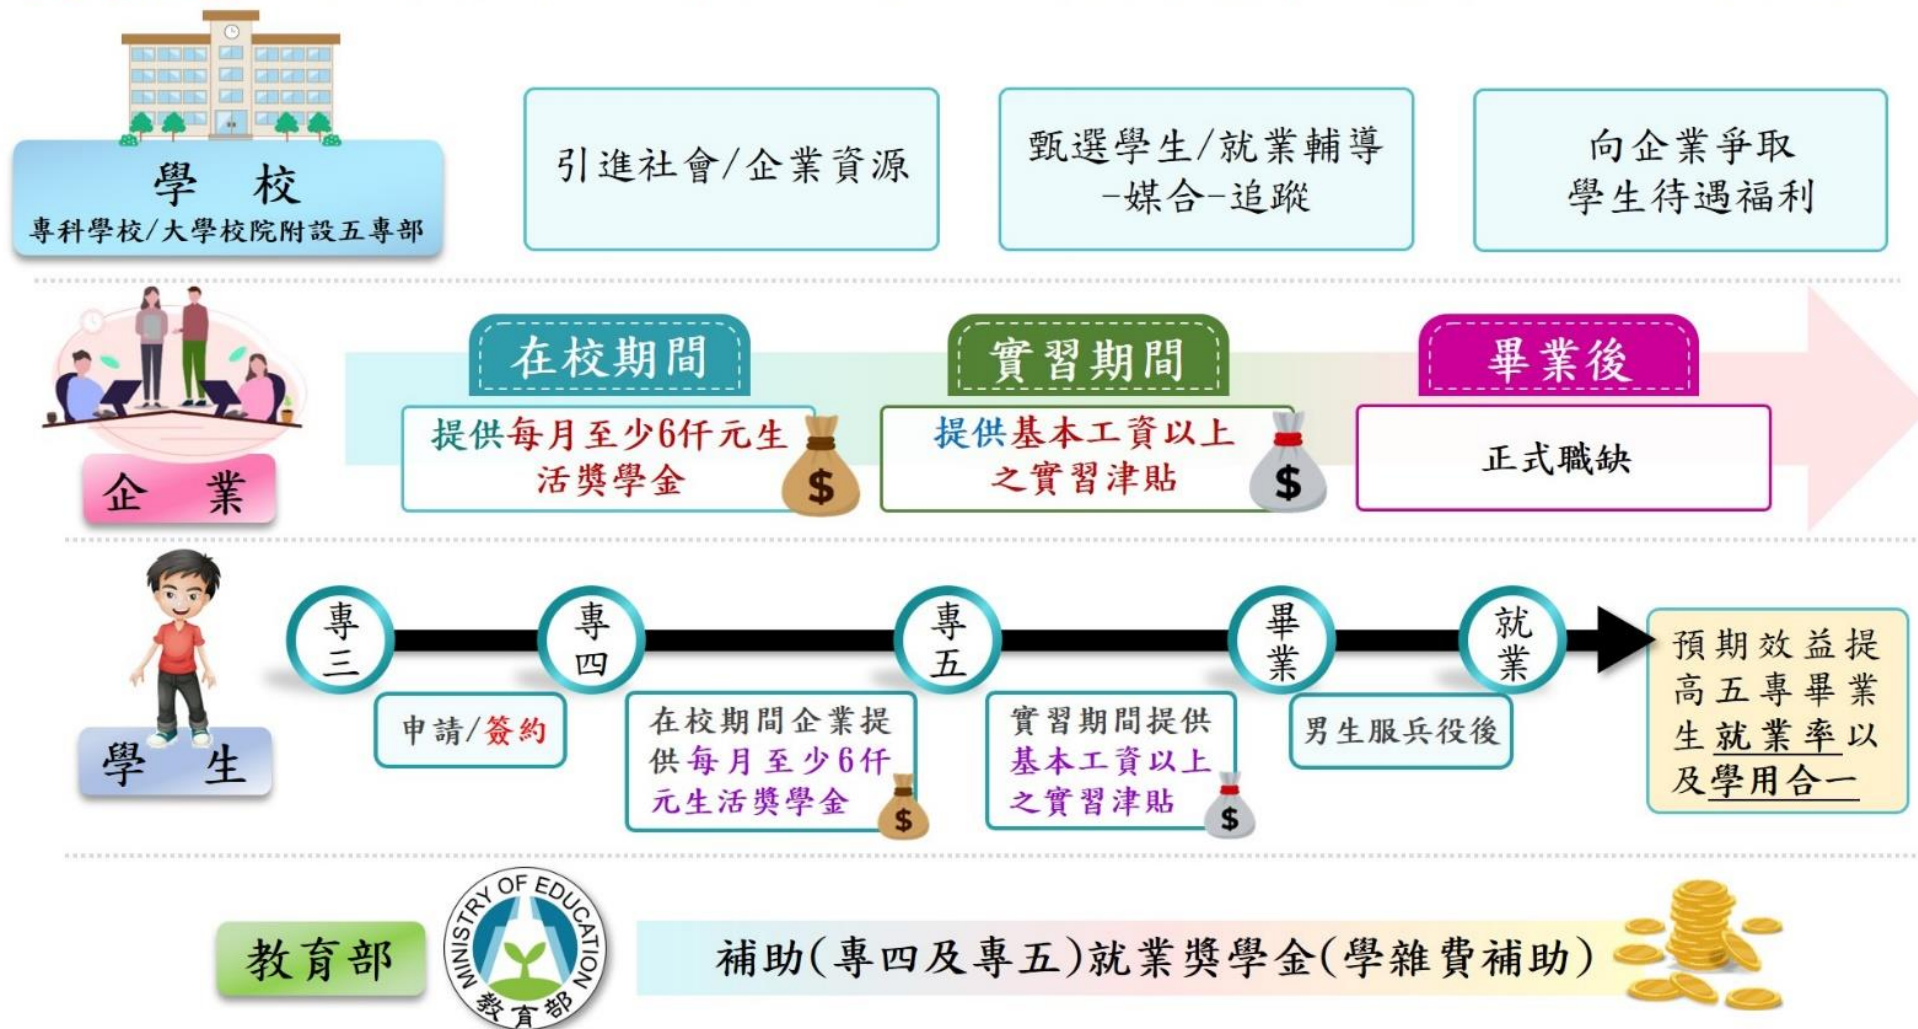 學 校
專科學校/大學校院附設五專部
引進社會/企業資源
甄選學生/就業輔導
-媒合-追蹤
向企業爭取
學生待遇福利
企 業
在校期間
提供每月至少6仟元生
活獎學金
$
實習期間
提供基本工資以上
之實習津貼
$
畢業後
正式職缺
學 生
專三
申請/簽約
專四
在校期間企業提
供每月至少6仟
元生活獎學金
$
專五
實習期間提供
基本工資以上
之實習津貼
$
畢業
男生服兵役後
就業
預期效益提
高五專畢業
生就業率以
及學用合一
教育部
MINISTRY OF EDUCATION
教育部
補助(專四及專五)就業獎學金(學雜費補助)